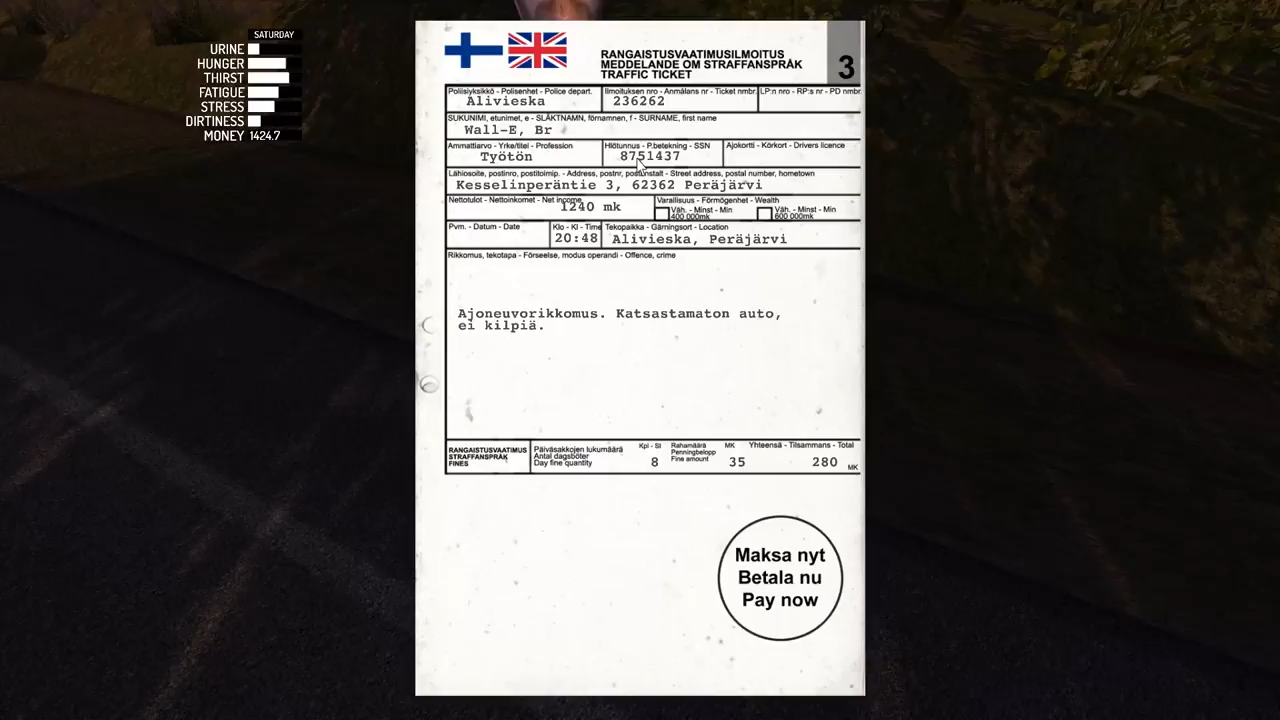 SATURDAY
URINE
HUNGER
THIRST
FATIGUE
STRESS
DIRTINESS
MONEY 1424.7
RANGAISTUSVAATIMUSILMOITUS
MEDDELANDE OM STRAFFANSPRÅK
TRAFFIC TICKET
3
Poliisiyksikkö - Polisenhet - Police depart.
Ilmoituksen nro - Anmälans nr - Ticket nmbr.
LP:n nro - RP:s nr - PD nmbr.
Alivieska
236262
SUKUNIMI, etunimet, e - SLÄKTNAMN, förnamnen, f - SURNAME, first name
Wall-E, Br
Ammattiarvo - Yrke/titel - Profession
Hlötunnus - P.betekning - SSN
Ajokortti - Körkort - Drivers licence
Työtön
8751437
Lähiosoite, postinro, postitoimip. - Address, postnr, postanstalt - Street address, postal number, hometown
Kesselinperäntie 3, 62362 Peräjärvi
Nettotulot - Nettoinkomet - Net income
1240 mk
Varallisuus - Förmögenhet - Wealth
Väh. - Minst - Min
400 000mk
Väh. - Minst - Min
600 000mk
Pvm. - Datum - Date
Klo - Kl - Time
Tekopaikka - Gärningsort - Location
20:48
Alivieska, Peräjärvi
Rikkomus, tekotapa - Förseelse, modus operandi - Offence, crime
Ajoneuvorikkomus. Katsastamaton auto,
ei kilpiä.
RANGAISTUSVAATIMUS
STRAFFANSPRÅK
FINES
Päiväsakkojen lukumäärä
Antal dagsböter
Day fine quantity
Kpl - St
8
Rahamäärä
Penningbelopp
Fine amount
MK
35
Yhteensä - Tilsammans - Total
280 MK
Maksa nyt
Betala nu
Pay now